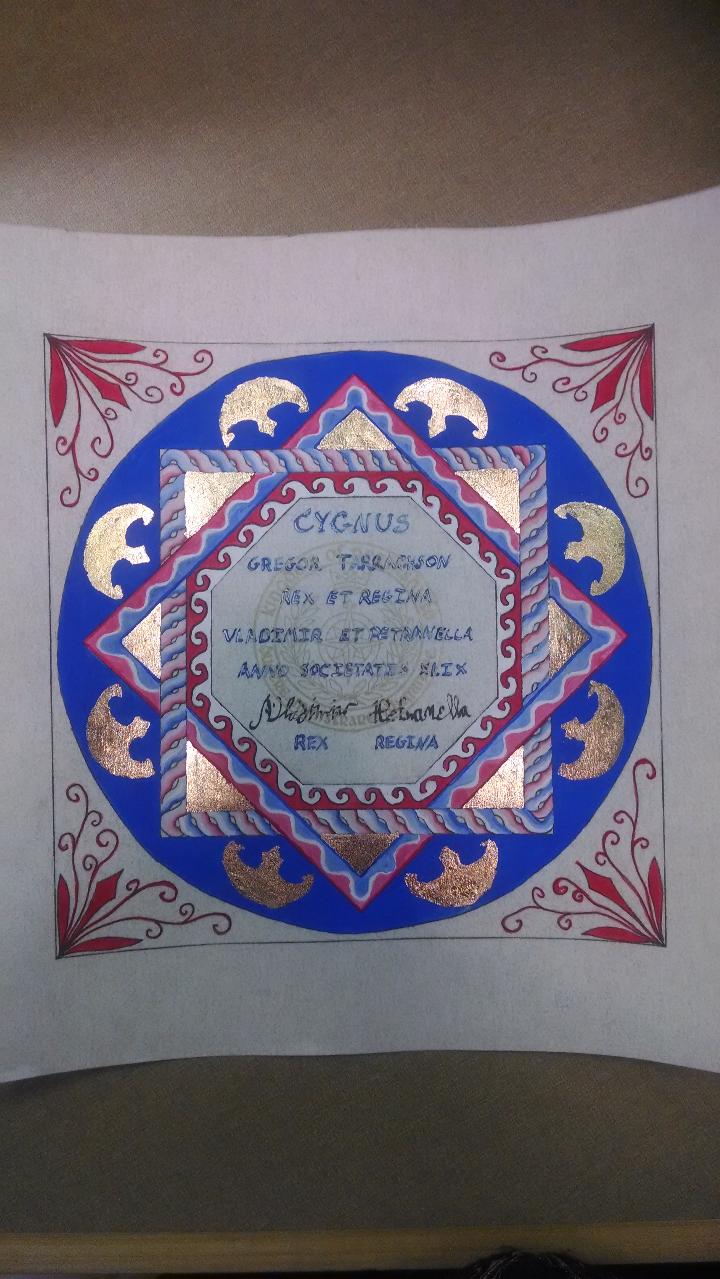 CYGNUS
GREGOR TARRACHSON
REX ET REGINA
VLADIMIR ET PETRANELLA
ANNO SOCIETATIS XLIX
Vladimir Petranella
REX REGINA